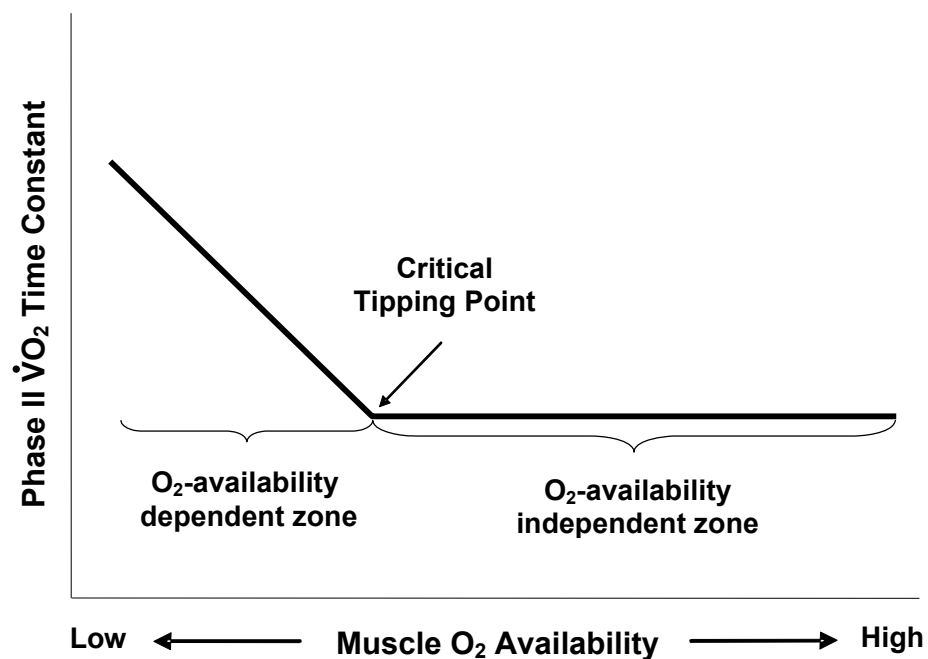 Phase II V̇O₂ Time Constant
Critical
Tipping Point
O₂-availability
dependent zone
O₂-availability
independent zone
Low
Muscle O₂ Availability
High